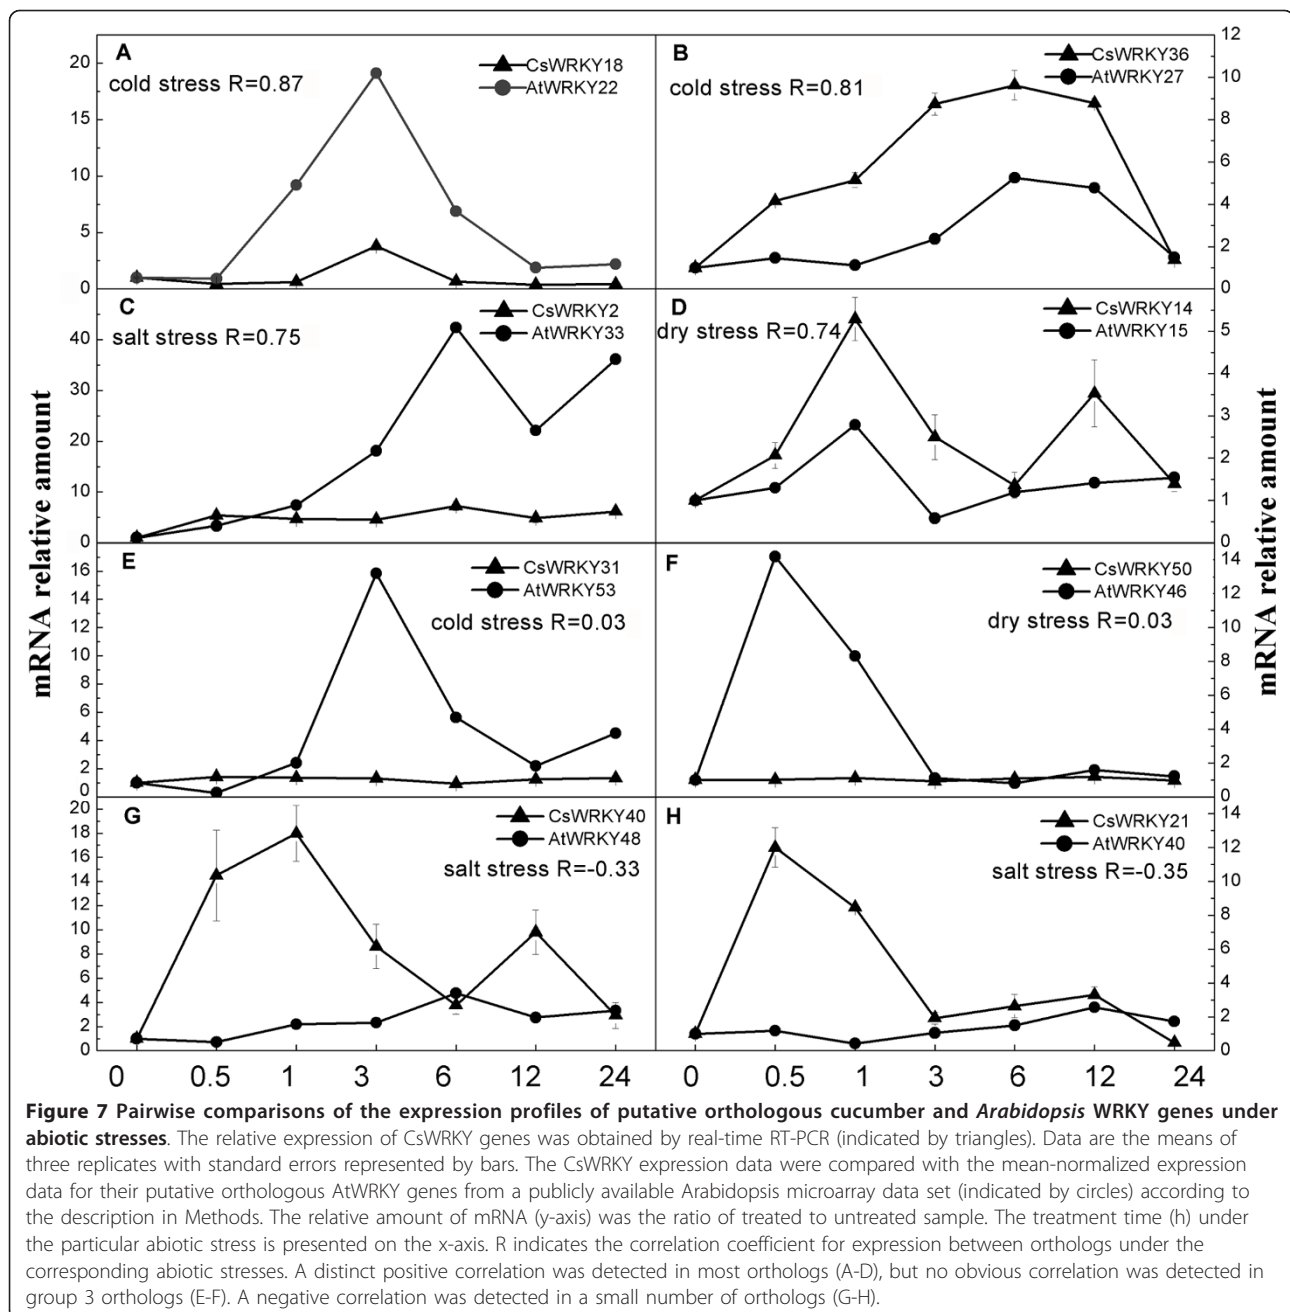 mRNA relative amount
A
cold stress R=0.87
CsWRKY18
AtWRKY22
20
15
10
5
0
B
cold stress R=0.81
CsWRKY36
AtWRKY27
12
10
8
6
4
2
0
C
salt stress R=0.75
CsWRKY2
AtWRKY33
40
30
20
10
0
D
dry stress R=0.74
CsWRKY14
AtWRKY15
5
4
3
2
1
0
E
CsWRKY31
AtWRKY53
cold stress R=0.03
16
14
12
10
8
6
4
2
0
F
CsWRKY50
AtWRKY46
dry stress R=0.03
14
12
10
8
6
4
2
0
G
CsWRKY40
AtWRKY48
salt stress R=-0.33
20
18
16
14
12
10
8
6
4
2
0
H
CsWRKY21
AtWRKY40
salt stress R=-0.35
14
12
10
8
6
4
2
0
mRNA relative amount
0 0.5 1 3 6 12 24
0 0.5 1 3 6 12 24
Figure 7 Pairwise comparisons of the expression profiles of putative orthologous cucumber and Arabidopsis WRKY genes under
abiotic stresses. The relative expression of CsWRKY genes was obtained by real-time RT-PCR (indicated by triangles). Data are the means of
three replicates with standard errors represented by bars. The CsWRKY expression data were compared with the mean-normalized expression
data for their putative orthologous AtWRKY genes from a publicly available Arabidopsis microarray data set (indicated by circles) according to
the description in Methods. The relative amount of mRNA (y-axis) was the ratio of treated to untreated sample. The treatment time (h) under
the particular abiotic stress is presented on the x-axis. R indicates the correlation coefficient for expression between orthologs under the
corresponding abiotic stresses. A distinct positive correlation was detected in most orthologs (A-D), but no obvious correlation was detected in
group 3 orthologs (E-F). A negative correlation was detected in a small number of orthologs (G-H).